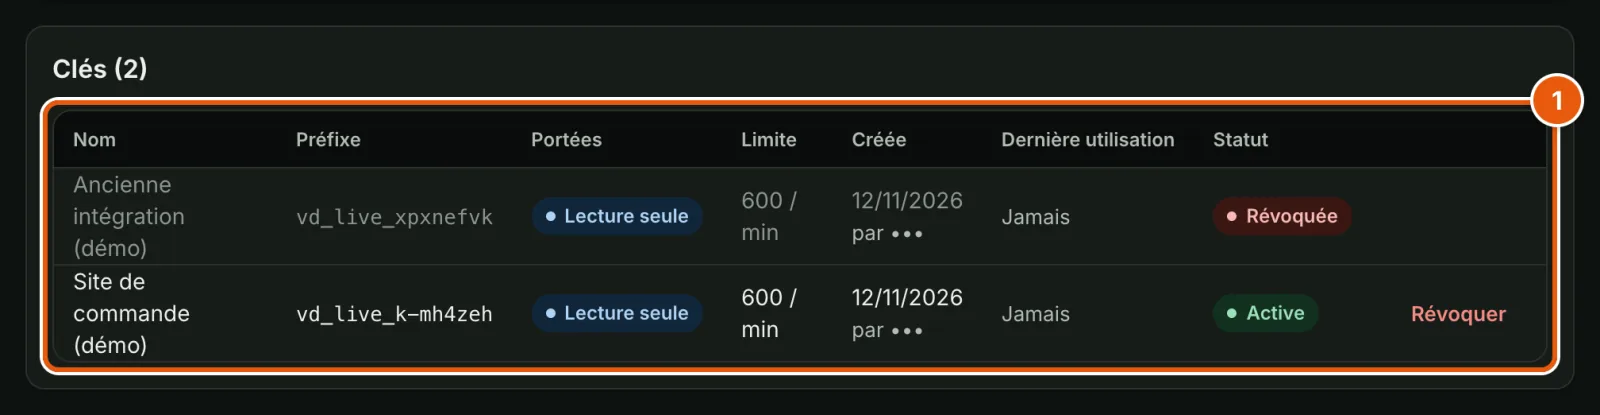 Clés (2)
1
Nom Préfixe Portées Limite Créée Dernière utilisation Statut
Ancienne
intégration
(démo)
vd_live_xpxnefvk
Lecture seule
600 /
min
12/11/2026
par •••
Jamais
Révoquée
Site de
commande
(démo)
vd_live_k-mh4zeh
Lecture seule
600 /
min
12/11/2026
par •••
Jamais
Active
Révoquer